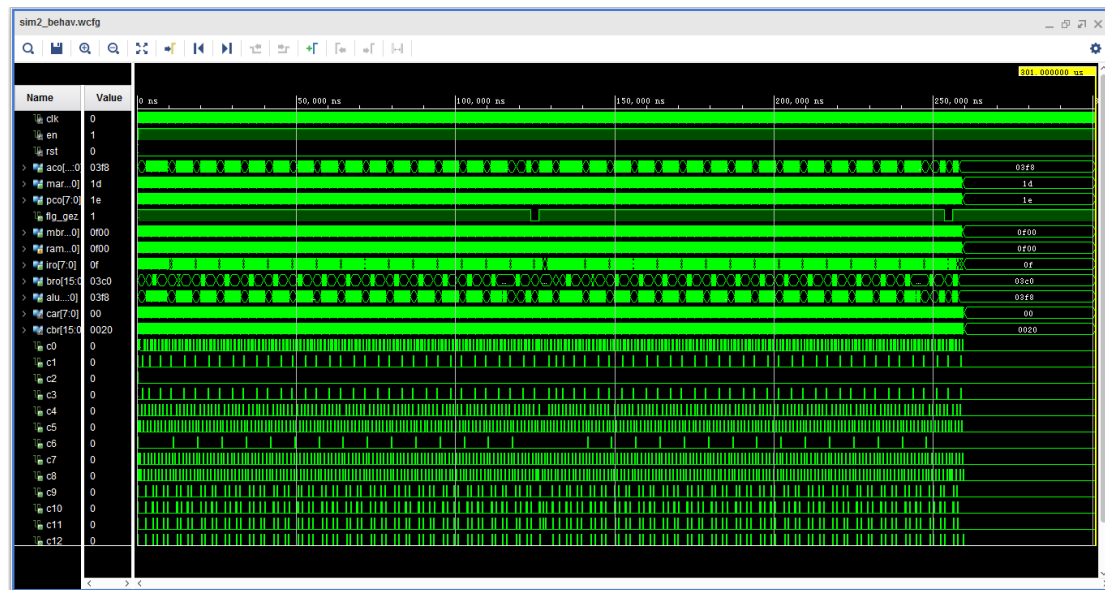 sim2_behav.wcfg
301.000000 us
Name Value 0 ns 50,000 ns 100,000 ns 150,000 ns 200,000 ns 250,000 ns
clk 0
en 1
rst 0
aco[...:0] 03f8 03f8
mar...0] 1d 1d
pco[7:0] 1e 1e
flg_gez 1
mbr...0] 0f00 0f00
ram...0] 0f00 0f00
iro[7:0] 0f 0f
bro[15:0 03c0 ... ... ... 03c0
alu...:0] 03f8 03f8
car[7:0] 00 00
cbr[15:0 0020 0020
c0 0
c1 0
c2 0
c3 0
c4 0
c5 0
c6 0
c7 0
c8 0
c9 0
c10 0
c11 0
c12 0